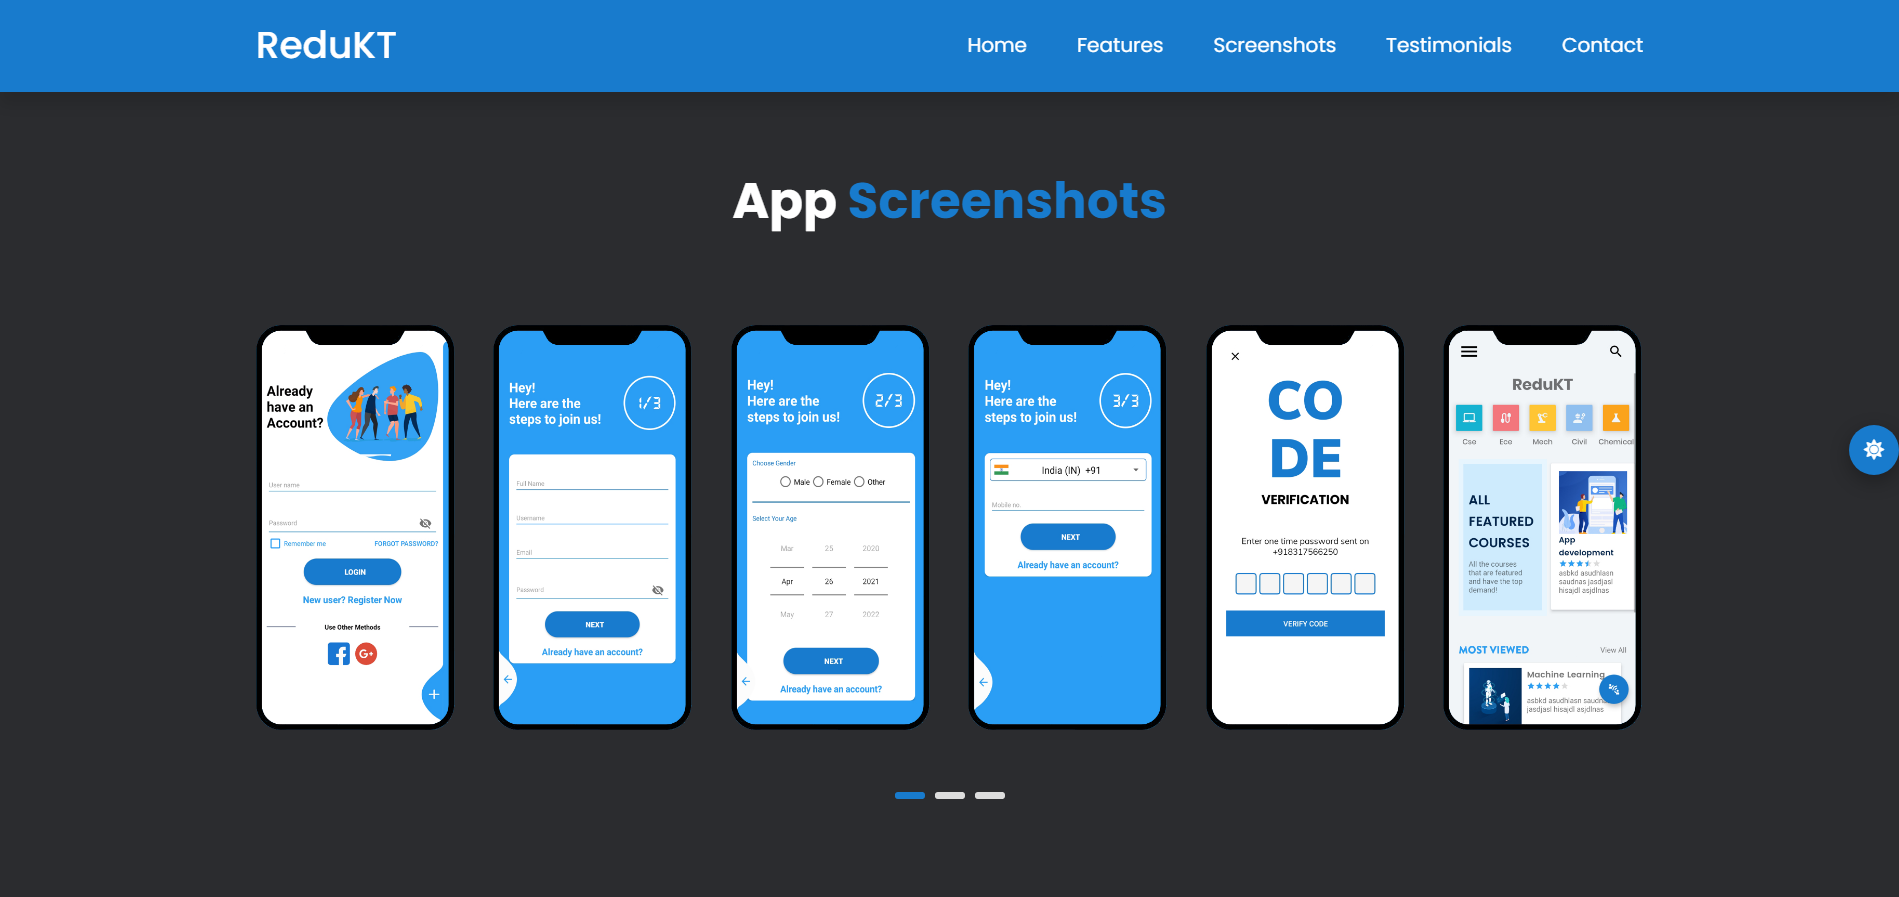 ReduKT
Home Features Screenshots Testimonials Contact
App Screenshots
Already
have an
Account?
User name
Password
Remember me FORGOT PASSWORD?
LOGIN
New user? Register Now
Use Other Methods
G+
Hey!
Here are the
steps to join us!
1/3
Full Name
Username
Email
Password
NEXT
Already have an account?
Hey!
Here are the
steps to join us!
2/3
Choose Gender
Male Female Other
Select Your Age
Mar 25 2020
Apr 26 2021
May 27 2022
NEXT
Already have an account?
Hey!
Here are the
steps to join us!
3/3
India (IN) +91
Mobile no.
NEXT
Already have an account?
CO
DE
VERIFICATION
Enter one time password sent on
+918317566250
VERIFY CODE
ReduKT
Cse Ece Mech Civil Chemical
ALL
FEATURED
COURSES
All the courses
that are featured
and have the top
demand!
App
development
asbkd asudhiasn
saudnas jasdjasl
hisajdl asjdlnas
MOST VIEWED View All
Machine Learning
asbkd asudhiasn saudnas
jasdjasl hisajdl asjdlnas